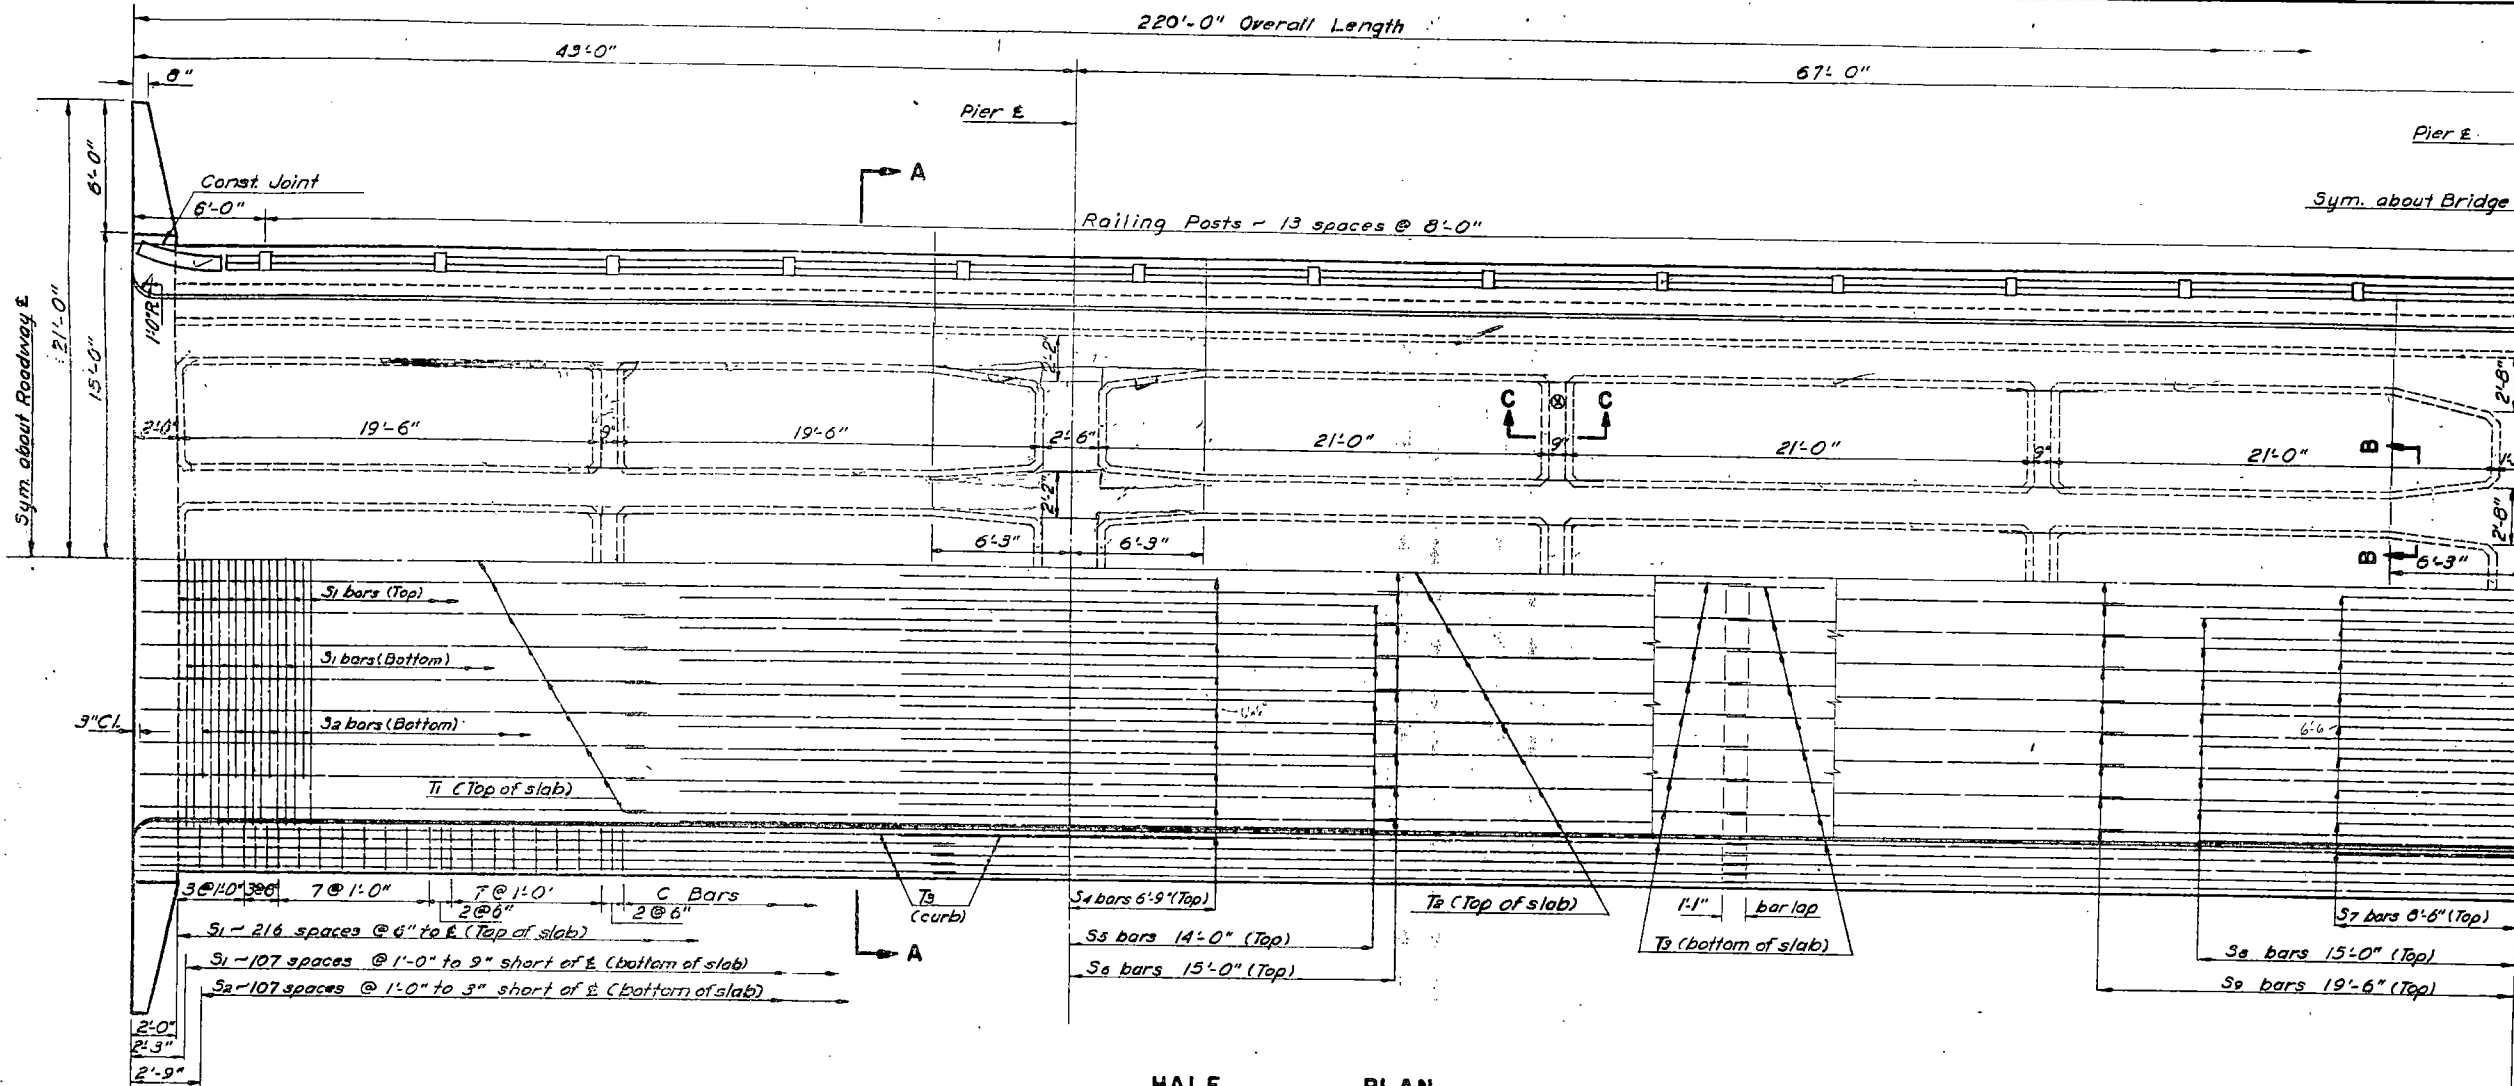 220'-0" Overall Length
43'-0"
67'-0"
8"
Pier ℄
Pier ℄
6'-0"
Const. Joint
6'-0"
A
Sym. about Bridge
Railing Posts ~ 13 spaces @ 8'-0"
Sym. about Roadway ℄
21'-0"
15'-0"
1'-0"R
2'-2"
2'-8"
C
C
2'-0"
19'-6"
9"
19'-6"
2'-6"
21'-0"
9"
21'-0"
9"
21'-0"
B
2'-2"
2'-8"
6'-3"
6'-3"
B
6'-3"
S1 bars (Top)
S1 bars (Bottom)
3"Cl.
S2 bars (Bottom)
6'-6
T1 (Top of slab)
3@1'-0"
3@6"
7 @ 1'-0"
7 @ 1'-0'
C Bars
2@6"
2@6"
T3
(curb)
S4 bars 6'-9" (Top)
T2 (Top of slab)
1'-1"
bar lap
S7 bars 8'-6" (Top)
S1 ~ 216 spaces @ 6" to ℄ (Top of slab)
A
S5 bars 14'-0" (Top)
T3 (bottom of slab)
S8 bars 15'-0" (Top)
S1 ~107 spaces @ 1'-0" to 9" short of ℄ (bottom of slab)
S6 bars 15'-0" (Top)
S9 bars 19'-6" (Top)
S2~107 spaces @ 1'-0" to 3" short of ℄ (bottom of slab)
2'-0"
2'-3"
2'-9"
HALF PLAN